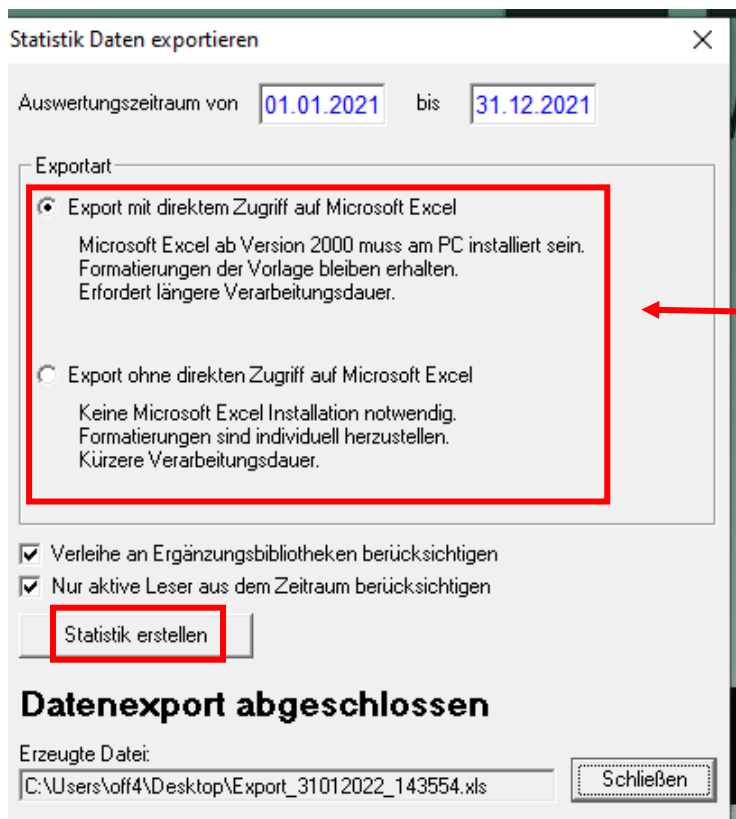 Statistik Daten exportieren
Auswertungszeitraum von 01.01.2021 bis 31.12.2021
Exportart
Export mit direktem Zugriff auf Microsoft Excel
Microsoft Excel ab Version 2000 muss am PC installiert sein.
Formatierungen der Vorlage bleiben erhalten.
Erfordert längere Verarbeitungsdauer.
Export ohne direkten Zugriff auf Microsoft Excel
Keine Microsoft Excel Installation notwendig.
Formatierungen sind individuell herzustellen.
Kürzere Verarbeitungsdauer.
Verleihe an Ergänzungsbibliotheken berücksichtigen
Nur aktive Leser aus dem Zeitraum berücksichtigen
Statistik erstellen
Datenexport abgeschlossen
Erzeugte Datei:
C:\Users\off4\Desktop\Export_31012022_143554.xls Schließen